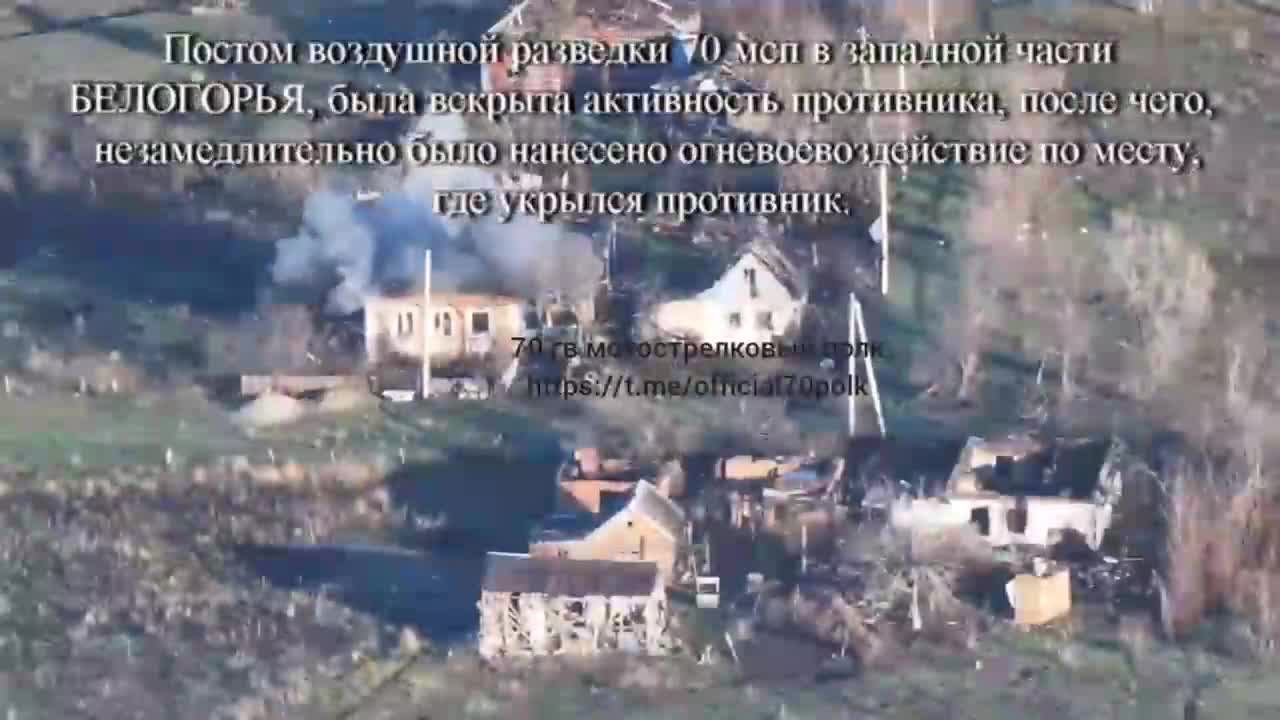 Постом воздушной разведки 70 мсп в западной части
БЕЛОГОРЬЯ, была вскрыта активность противника, после чего,
незамедлительно было нанесено огневоевоздействие по месту,
где укрылся противник.
70 гв мотострелковый полк
https://t.me/official70polk